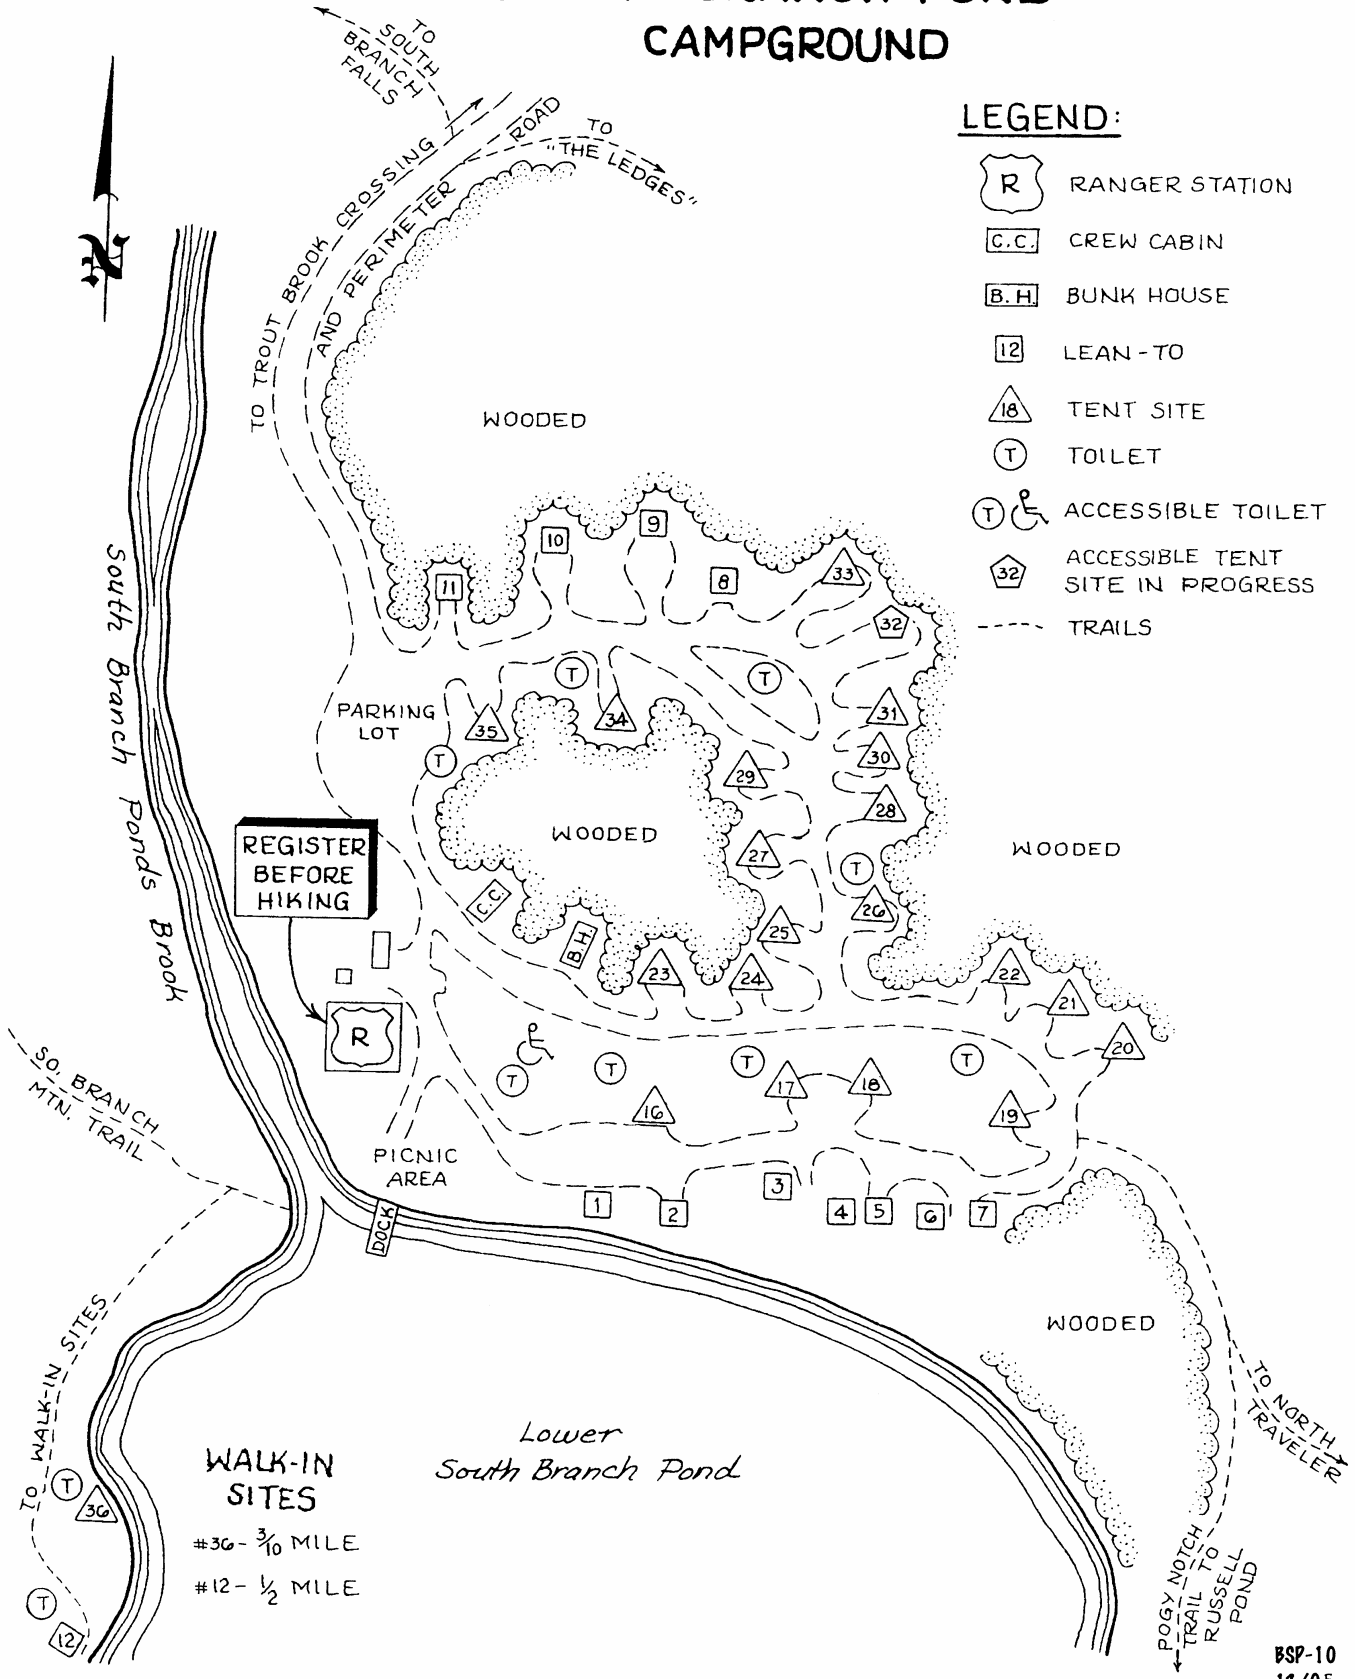 CAMPGROUND
TO
SOUTH
BRANCH
FALLS
N
TO TROUT BROOK CROSSING
AND PERIMETER ROAD
TO
"THE LEDGES"
LEGEND:
R RANGER STATION
C.C. CREW CABIN
B.H. BUNK HOUSE
12 LEAN-TO
18 TENT SITE
T TOILET
T ACCESSIBLE TOILET
32 ACCESSIBLE TENT
SITE IN PROGRESS
TRAILS
WOODED
9
10
11
8
33
32
T
T
31
PARKING
LOT
35
34
T
30
29
28
WOODED
WOODED
27
T
26
25
South Branch Ponds Brook
REGISTER
BEFORE
HIKING
C.C.
B.H.
23
24
22
21
20
R
T
T
T
T
16
17
18
19
SO. BRANCH
MTN. TRAIL
PICNIC
AREA
1
2
3
4
5
6
7
DOCK
WOODED
TO WALK-IN SITES
TO NORTH
TRAVELER
Lower
South Branch Pond
WALK-IN
SITES
#36- 3/10 MILE
#12- 1/2 MILE
T
36
T
12
POGY NOTCH
TRAIL TO
RUSSELL
POND
BSP-10